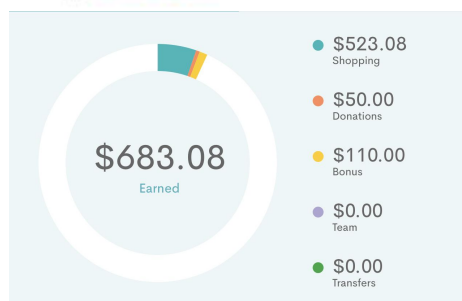 $683.08
Earned
$523.08
Shopping
$50.00
Donations
$110.00
Bonus
$0.00
Team
$0.00
Transfers